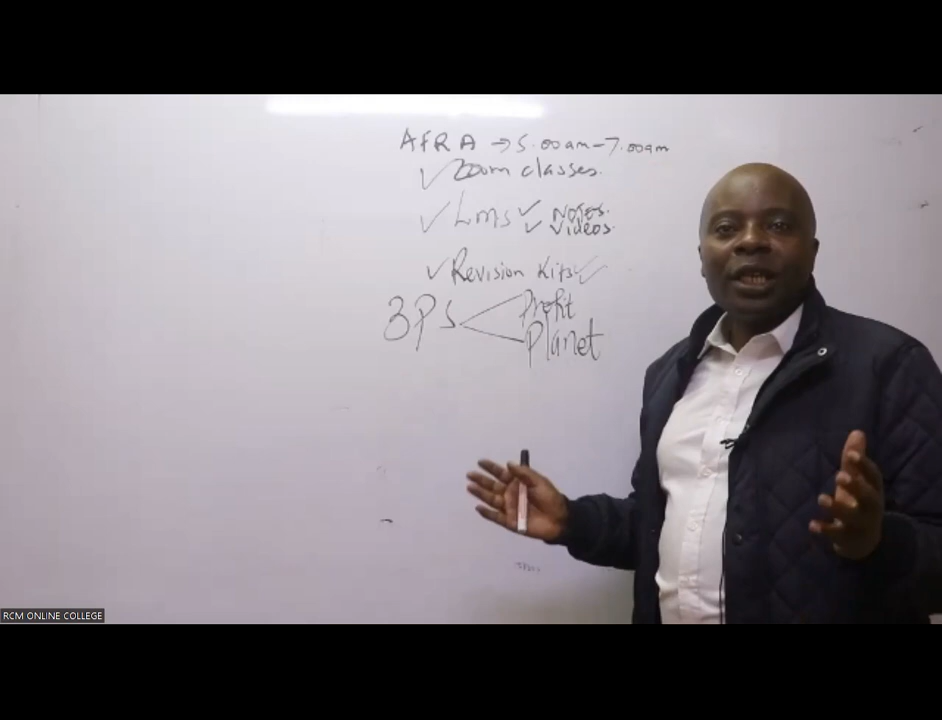 AFRA → 5.00am-7.00am
✓ Zoom classes.
✓ Lms ✓ Notes.
✓ Videos.
✓ Revision Kits ✓
3Ps < Profit
Planet
RCM ONLINE COLLEGE